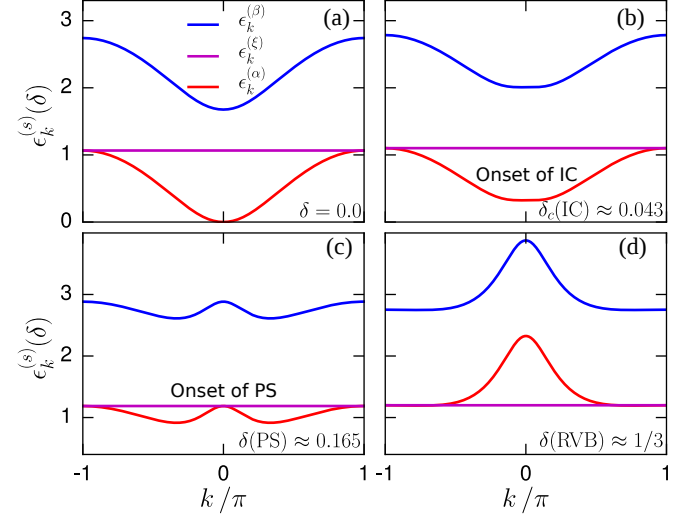 (a)
ϵ_k^(β)
ϵ_k^(ξ)
ϵ_k^(α)
3
2
1
0
ϵ_k^(s)(δ)
δ = 0.0
(b)
Onset of IC
δ_c(IC) ≈ 0.043
(c)
3
2
1
ϵ_k^(s)(δ)
Onset of PS
δ(PS) ≈ 0.165
-1
0
1
k/π
(d)
δ(RVB) ≈ 1/3
-1
0
1
k/π